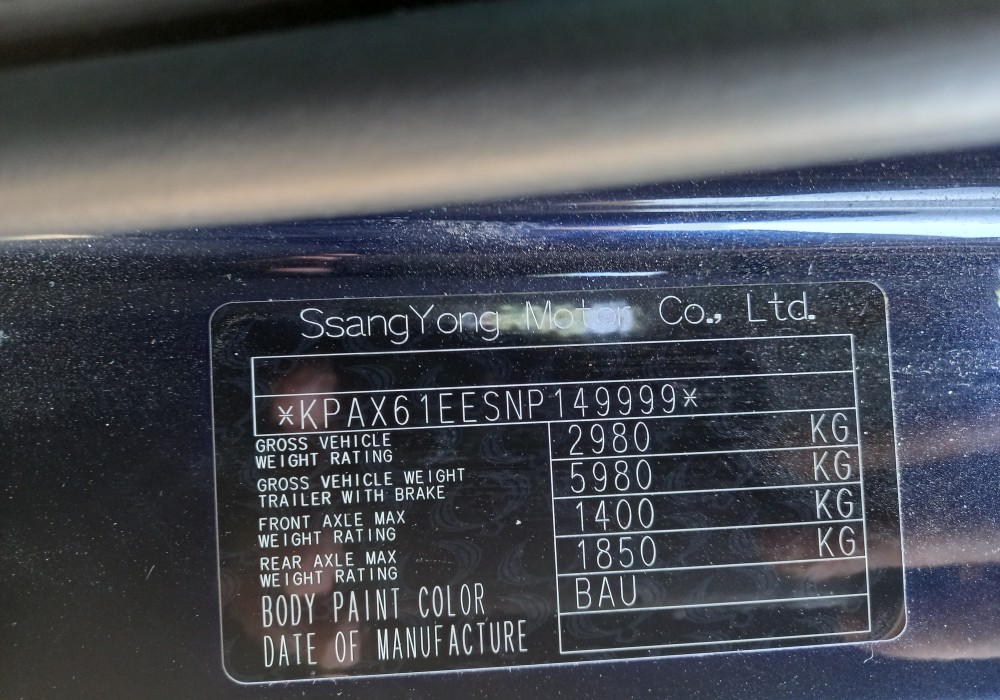 SsangYong Motor Co., Ltd.
*KPAX61EESNP149999*
GROSS VEHICLE
WEIGHT RATING
2980 KG
GROSS VEHICLE WEIGHT
TRAILER WITH BRAKE
5980 KG
FRONT AXLE MAX
WEIGHT RATING
1400 KG
REAR AXLE MAX
WEIGHT RATING
1850 KG
BODY PAINT COLOR
BAU
DATE OF MANUFACTURE